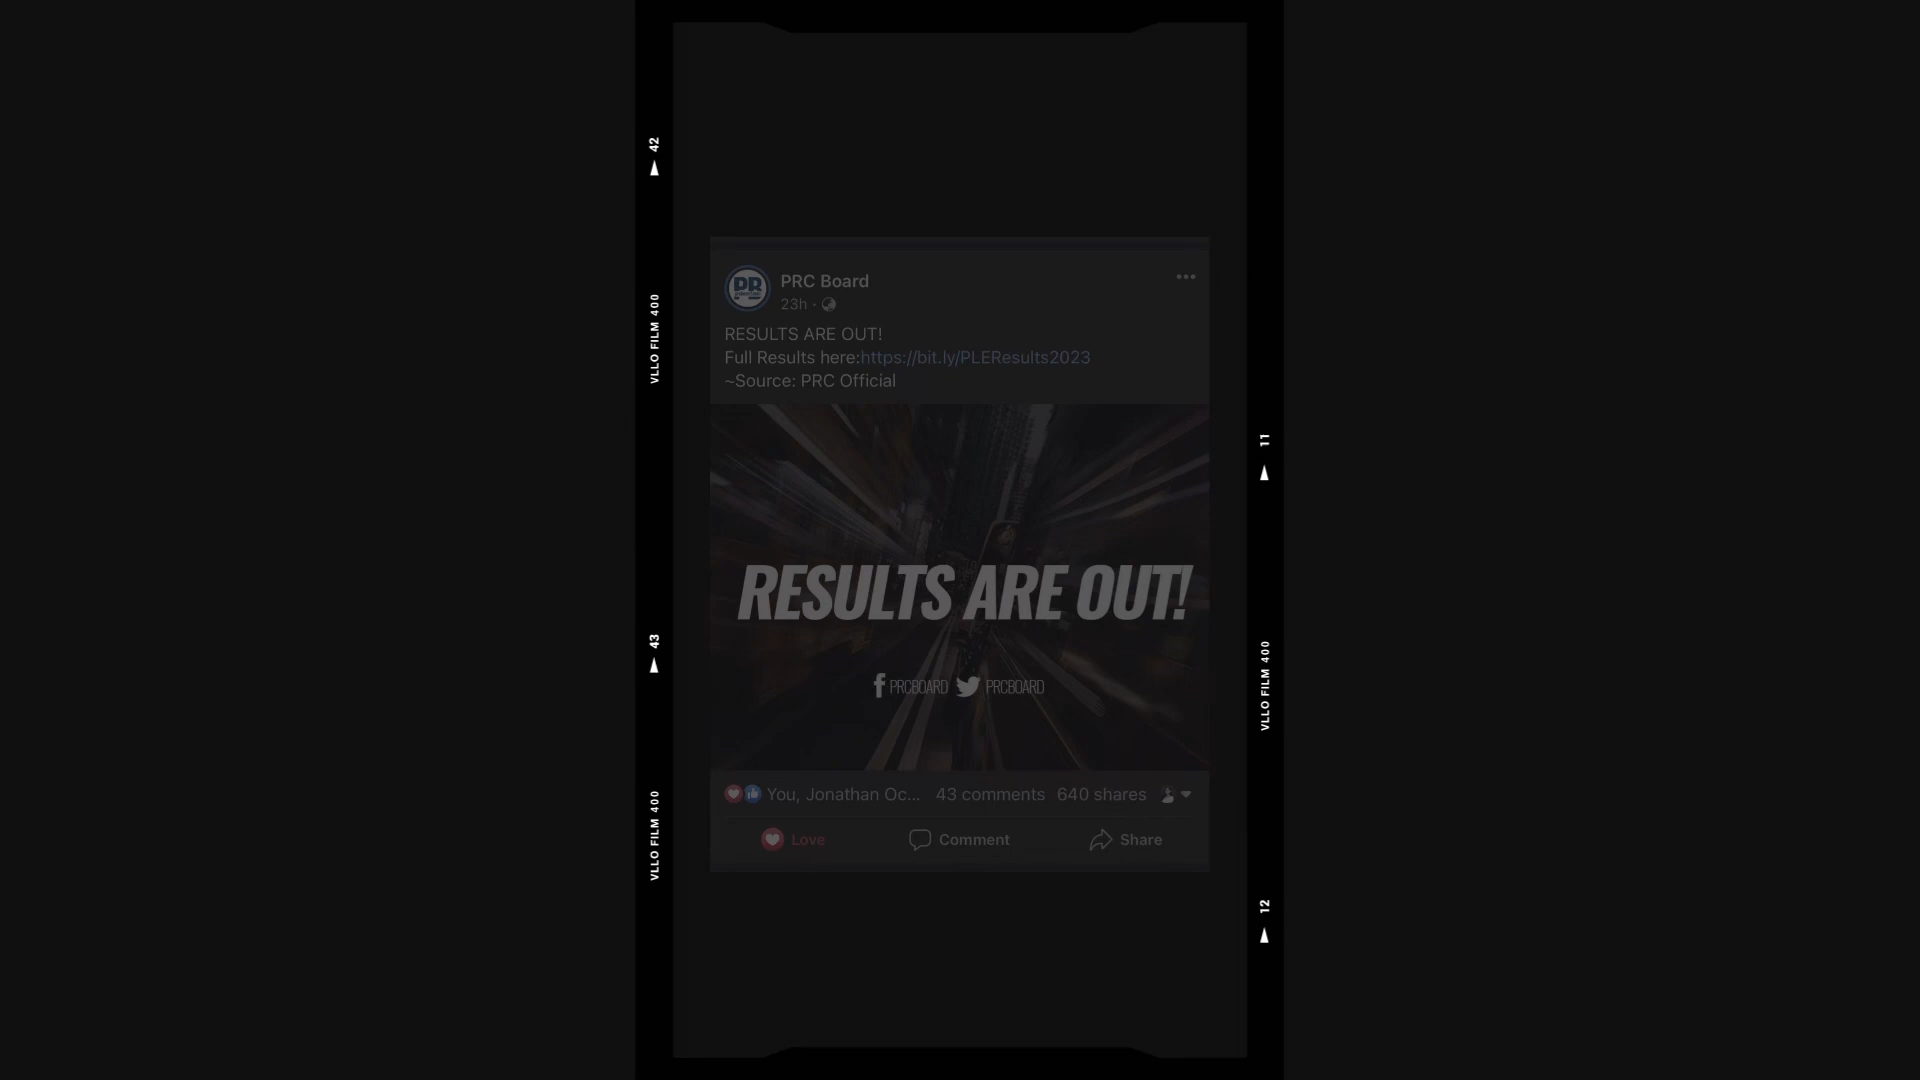 42
VLLO FILM 400
43
VLLO FILM 400
PRC Board
23h ·
RESULTS ARE OUT!
Full Results here:https://bit.ly/PLEResults2023
~Source: PRC Official
RESULTS ARE OUT!
PRCBOARD PRCBOARD
You, Jonathan Oc... 43 comments 640 shares
Love Comment Share
11
VLLO FILM 400
12